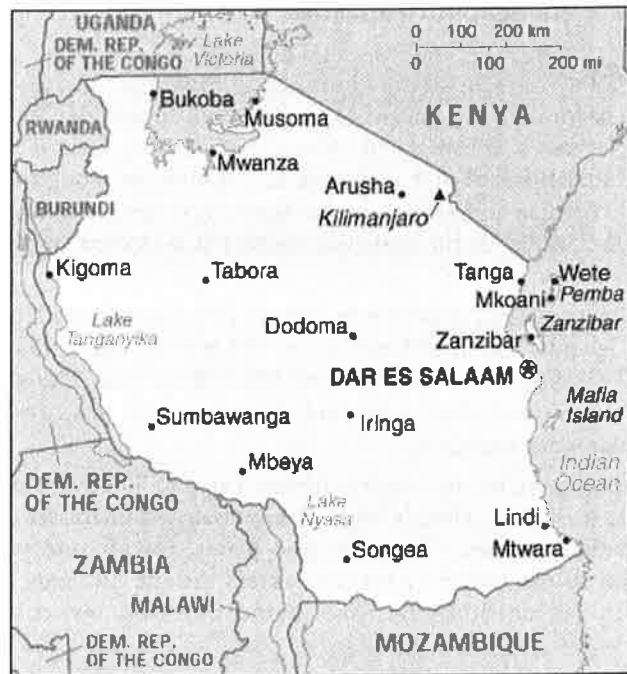 UGANDA
DEM. REP.
OF THE CONGO
Lake
Victoria
0 100 200 km
0 100 200 mi
Bukoba
Musoma
KENYA
RWANDA
Mwanza
Arusha
Kilimanjaro
BURUNDI
Kigoma
Tabora
Tanga
Wete
Mkoani
Pemba
Lake
Tanganyika
Dodoma
Zanzibar
Zanzibar
DAR ES SALAAM
Mafia
Island
Sumbawanga
Iringa
Mbeya
Indian
Ocean
DEM. REP.
OF THE CONGO
Lake
Nyasa
Lindi
Songea
Mtwara
ZAMBIA
MALAWI
MOZAMBIQUE
DEM. REP.
OF THE CONGO